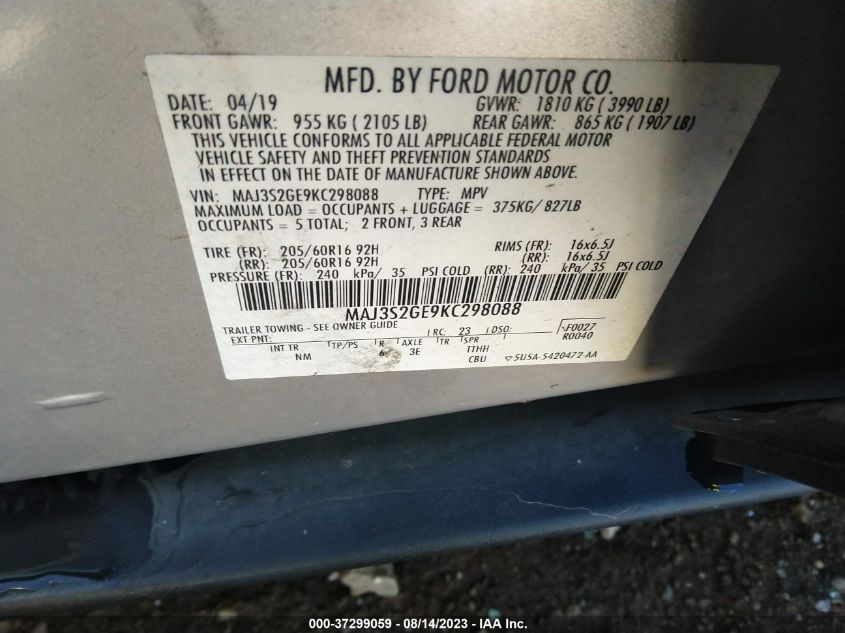 MFD. BY FORD MOTOR CO.
DATE: 04/19 GVWR: 1810 KG ( 3990 LB)
FRONT GAWR: 955 KG ( 2105 LB) REAR GAWR: 865 KG ( 1907 LB)
THIS VEHICLE CONFORMS TO ALL APPLICABLE FEDERAL MOTOR
VEHICLE SAFETY AND THEFT PREVENTION STANDARDS
IN EFFECT ON THE DATE OF MANUFACTURE SHOWN ABOVE.
VIN: MAJ3S2GE9KC298088 TYPE: MPV
MAXIMUM LOAD = OCCUPANTS + LUGGAGE = 375KG/ 827LB
OCCUPANTS = 5 TOTAL; 2 FRONT, 3 REAR
TIRE (FR): 205/60R16 92H RIMS (FR): 16x6.5J
(RR): 205/60R16 92H (RR): 16x6.5J
PRESSURE (FR): 240 kPa/ 35 PSI COLD (RR): 240 kPa/ 35 PSI COLD
MAJ3S2GE9KC298088
TRAILER TOWING - SEE OWNER GUIDE
EXT PNT: RC: 23 DSO: F0027
R0040
INT TR TP/PS R AXLE TR SPR
NM 6 3E TTHH
CBU 5U5A-5420472-AA
000-37299059 - 08/14/2023 - © IAA Inc.